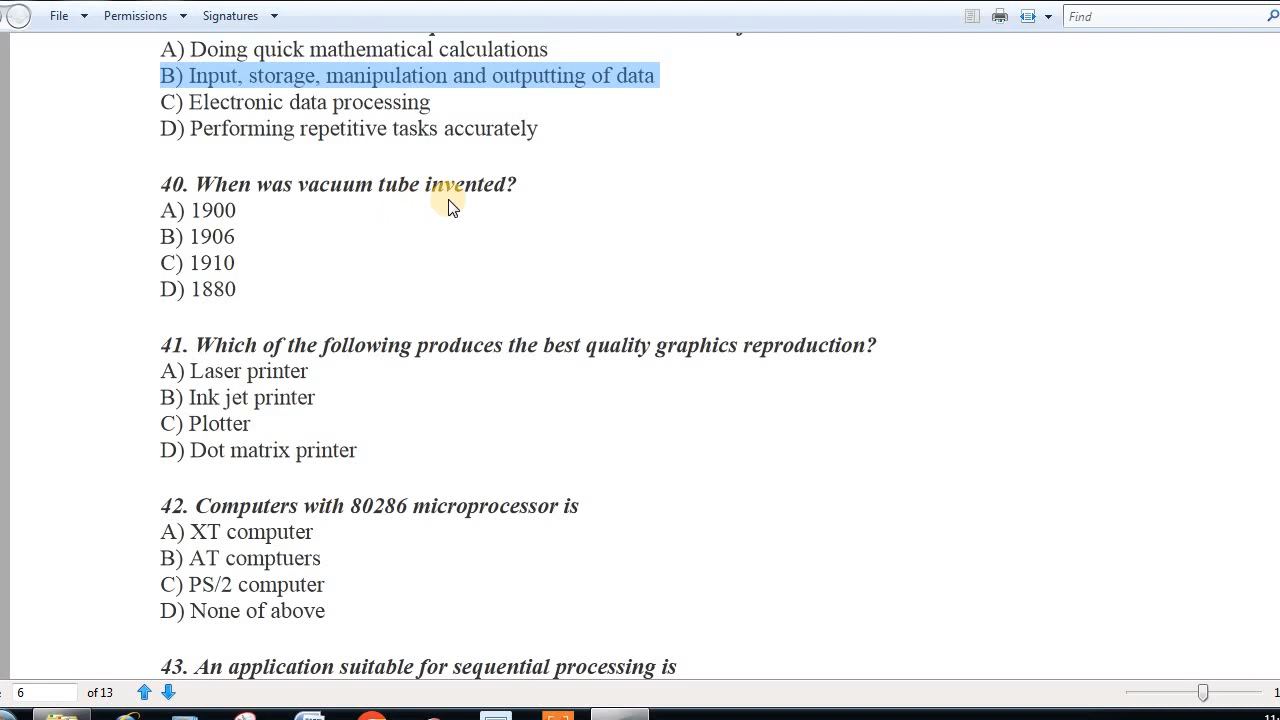 File Permissions Signatures Find
A) Doing quick mathematical calculations
B) Input, storage, manipulation and outputting of data
C) Electronic data processing
D) Performing repetitive tasks accurately
40. When was vacuum tube invented?
A) 1900
B) 1906
C) 1910
D) 1880
41. Which of the following produces the best quality graphics reproduction?
A) Laser printer
B) Ink jet printer
C) Plotter
D) Dot matrix printer
42. Computers with 80286 microprocessor is
A) XT computer
B) AT comptuers
C) PS/2 computer
D) None of above
43. An application suitable for sequential processing is
6 of 13